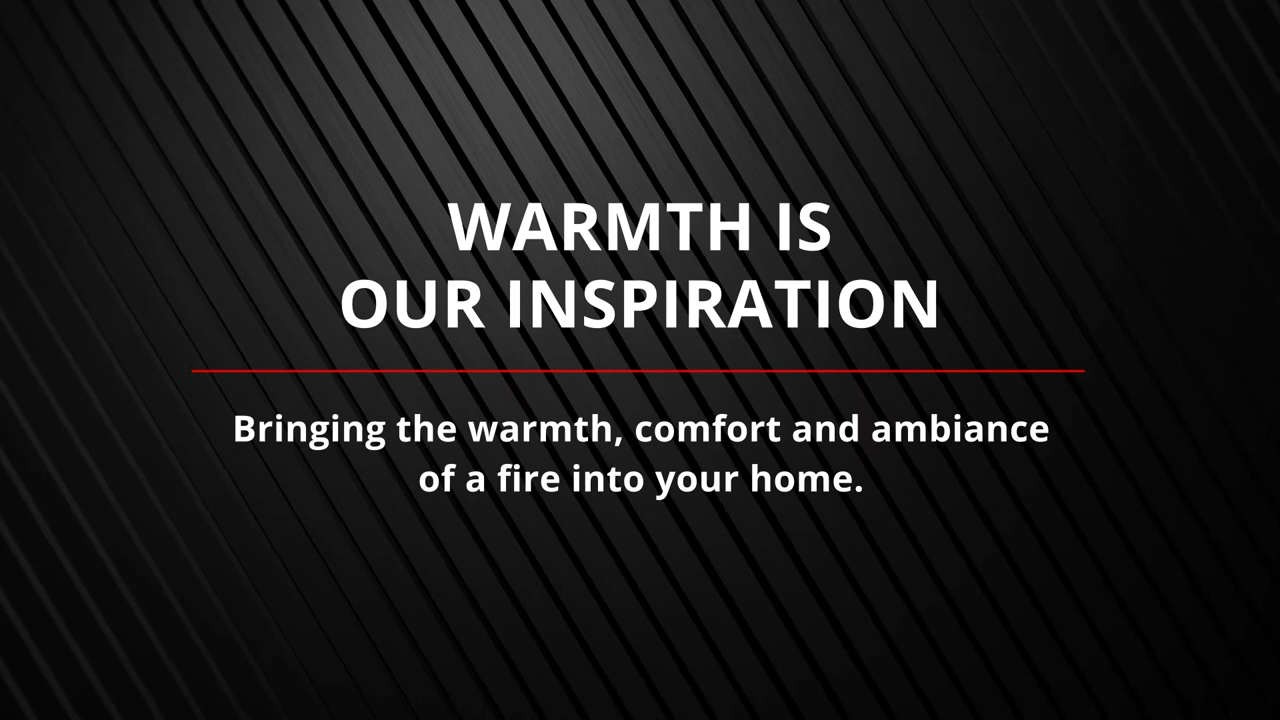 WARMTH IS
OUR INSPIRATION
Bringing the warmth, comfort and ambiance
of a fire into your home.